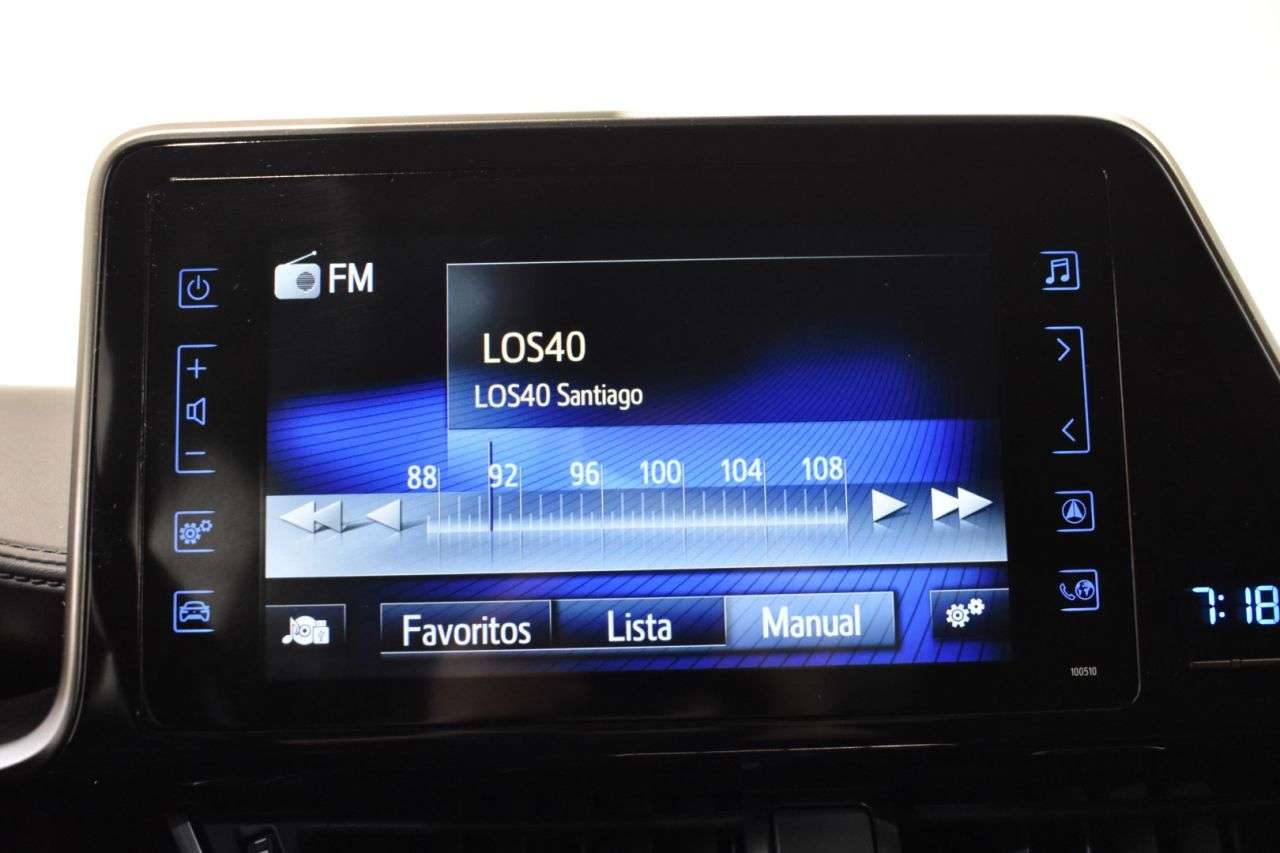 FM
LOS40
LOS40 Santiago
88 92 96 100 104 108
Favoritos Lista Manual
7:18
100510